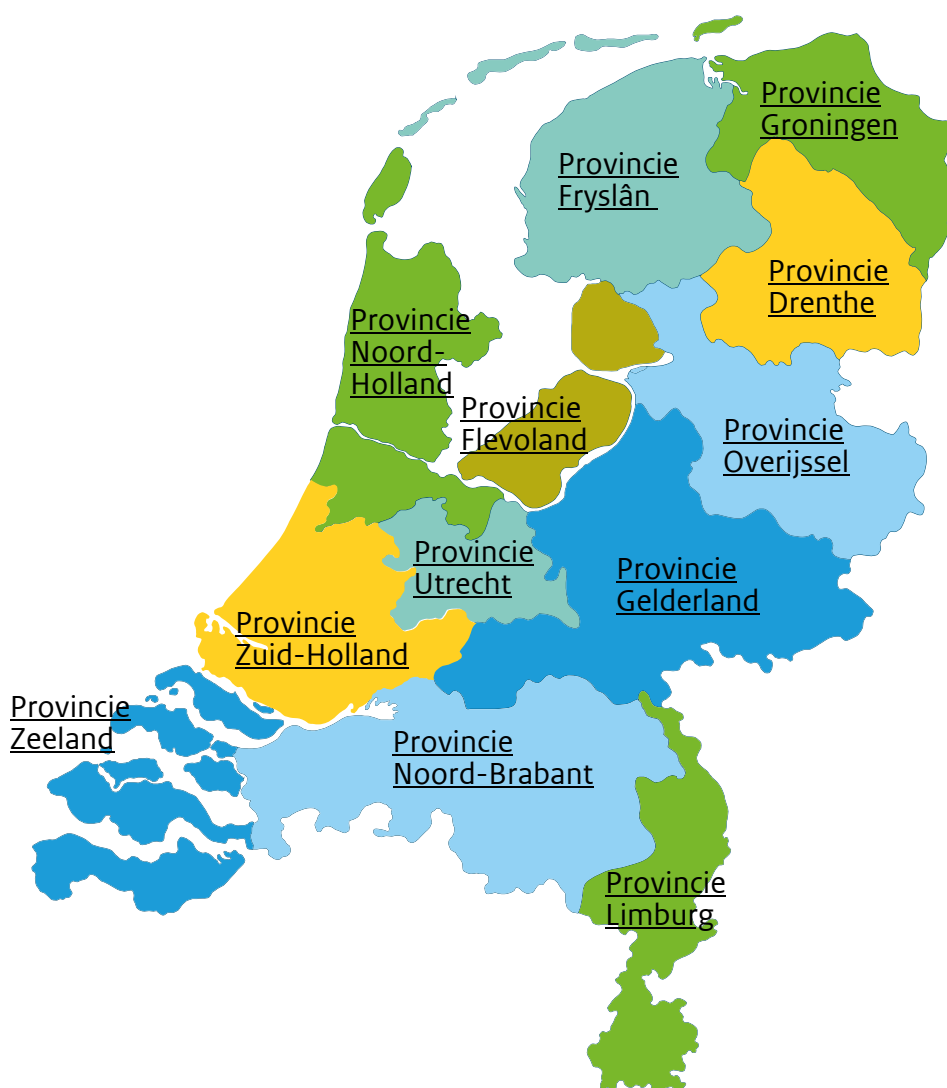 Provincie
Groningen
Provincie
Fryslân
Provincie
Drenthe
Provincie
Noord-
Holland
Provincie
Flevoland
Provincie
Overijssel
Provincie
Utrecht
Provincie
Gelderland
Provincie
Zuid-Holland
Provincie
Zeeland
Provincie
Noord-Brabant
Provincie
Limburg